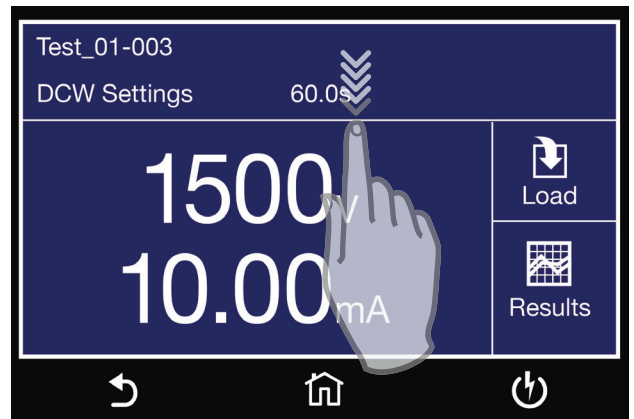 Test_01-003
DCW Settings 60.0s
1500V
10.00mA
Load
Results